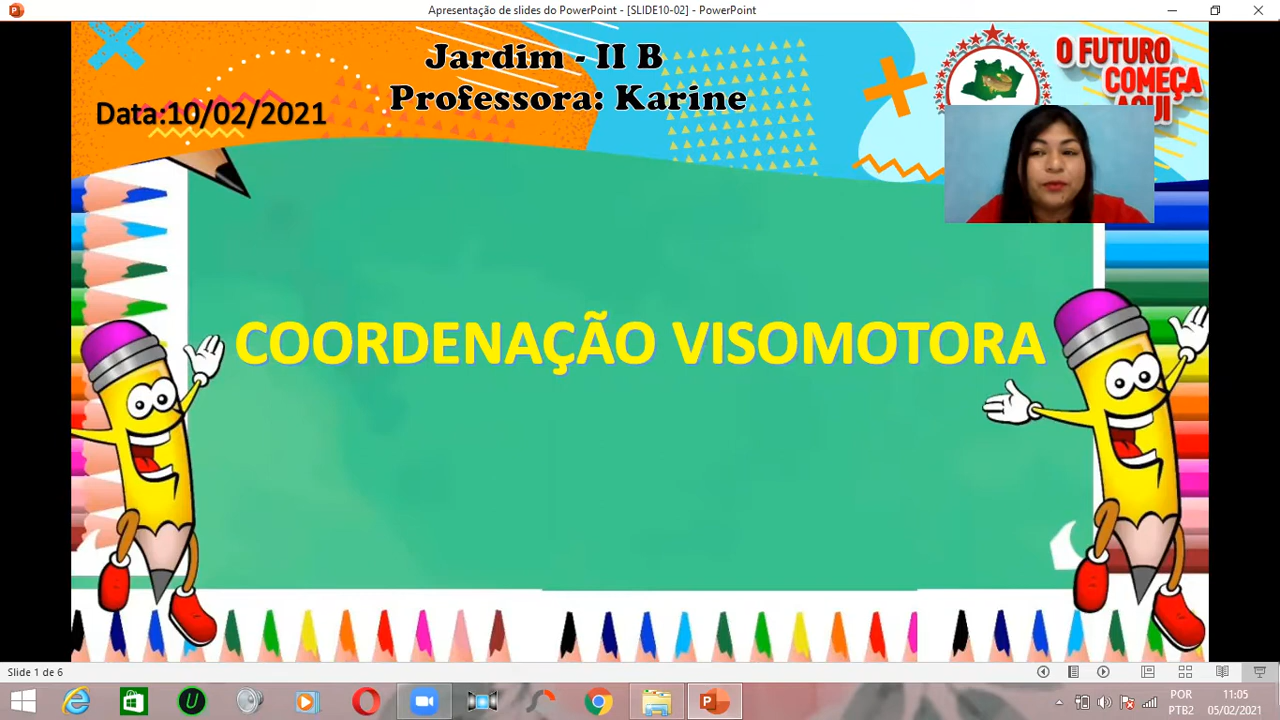 Apresentação de slides do PowerPoint - [SLIDE10-02] - PowerPoint
Jardim - II B
Professora: Karine
Data:10/02/2021
O FUTURO
COMEÇA
AQUI
COORDENAÇÃO VISOMOTORA
Slide 1 de 6
POR
PTB2
11:05
05/02/2021